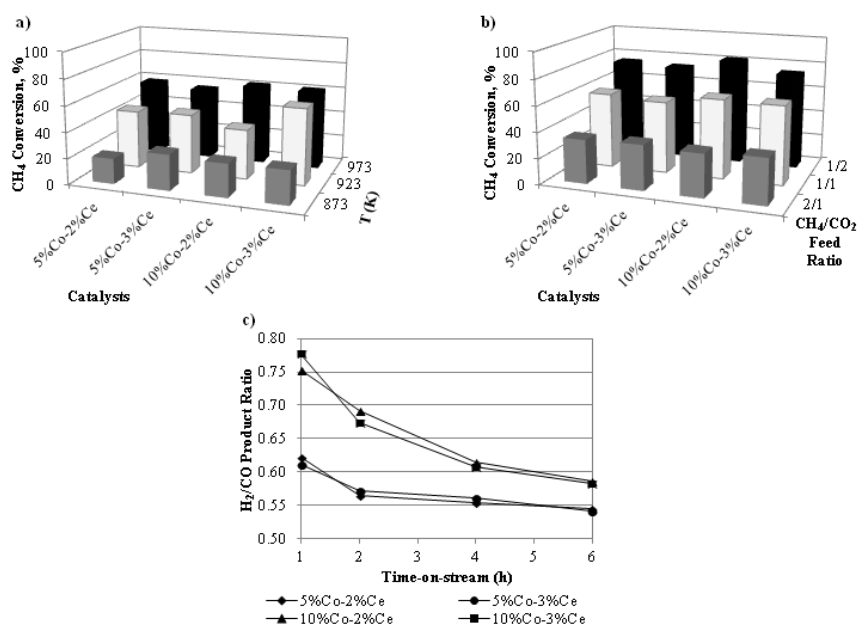 a)
CH4 Conversion, %
100
80
60
40
20
0
973
923
873
T (K)
5%Co-2%Ce
5%Co-3%Ce
10%Co-2%Ce
10%Co-3%Ce
Catalysts
b)
CH4 Conversion, %
100
80
60
40
20
0
1/2
1/1
2/1
CH4/CO2
Feed
Ratio
5%Co-2%Ce
5%Co-3%Ce
10%Co-2%Ce
10%Co-3%Ce
Catalysts
c)
H2/CO Product Ratio
0.80
0.75
0.70
0.65
0.60
0.55
0.50
1 2 3 4 5 6
Time-on-stream (h)
5%Co-2%Ce 5%Co-3%Ce
10%Co-2%Ce 10%Co-3%Ce